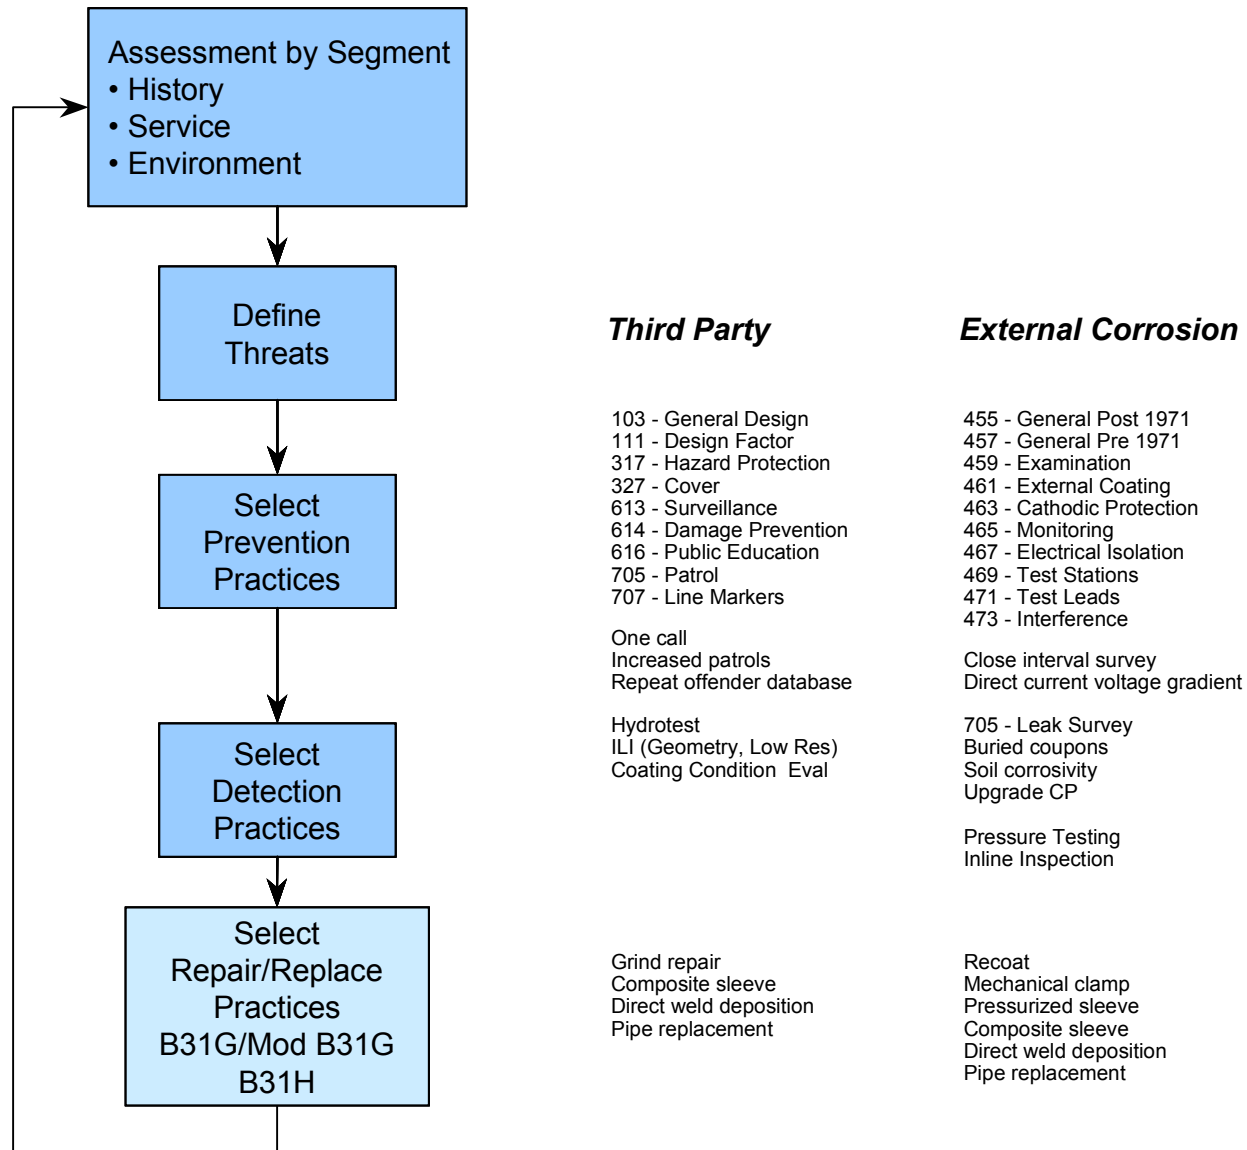 Assessment by Segment
• History
• Service
• Environment
Define
Threats
Select
Prevention
Practices
Select
Detection
Practices
Select
Repair/Replace
Practices
B31G/Mod B31G
B31H
Third Party
103 - General Design
111 - Design Factor
317 - Hazard Protection
327 - Cover
613 - Surveillance
614 - Damage Prevention
616 - Public Education
705 - Patrol
707 - Line Markers
One call
Increased patrols
Repeat offender database
Hydrotest
ILI (Geometry, Low Res)
Coating Condition  Eval
Grind repair
Composite sleeve
Direct weld deposition
Pipe replacement
External Corrosion
455 - General Post 1971
457 - General Pre 1971
459 - Examination
461 - External Coating
463 - Cathodic Protection
465 - Monitoring
467 - Electrical Isolation
469 - Test Stations
471 - Test Leads
473 - Interference
Close interval survey
Direct current voltage gradient
705 - Leak Survey
Buried coupons
Soil corrosivity
Upgrade CP
Pressure Testing
Inline Inspection
Recoat
Mechanical clamp
Pressurized sleeve
Composite sleeve
Direct weld deposition
Pipe replacement